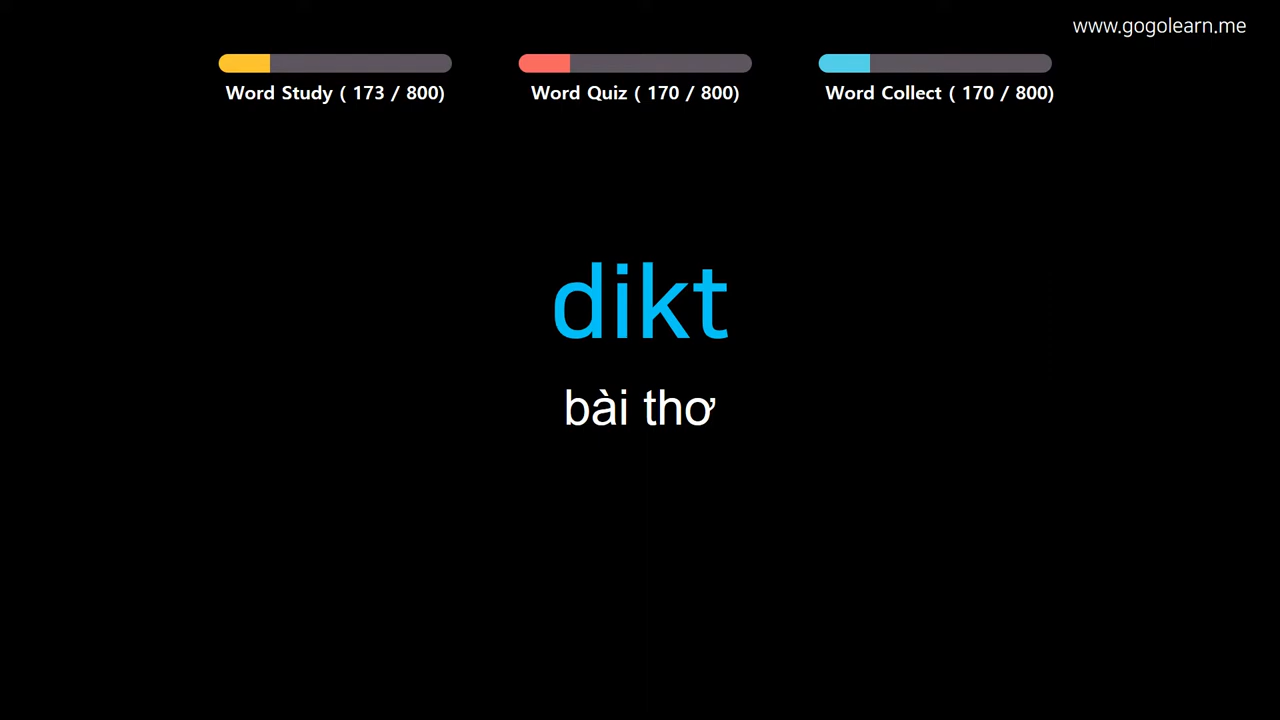 www.gogolearn.me
Word Study ( 173 / 800)
Word Quiz ( 170 / 800)
Word Collect ( 170 / 800)
dikt
bài thơ